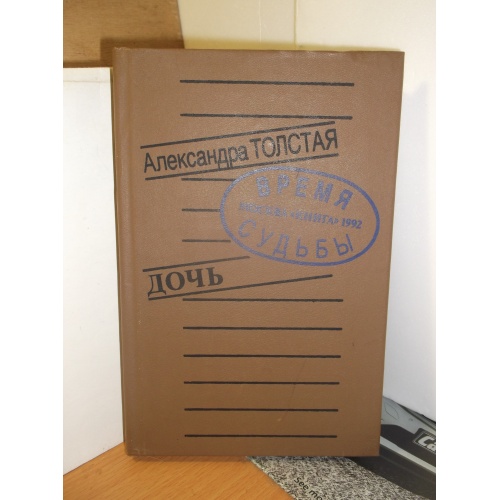 Александра ТОЛСТАЯ
ВРЕМЯ
«КНИГА» 1992
СУДЬБЫ
ДОЧЬ